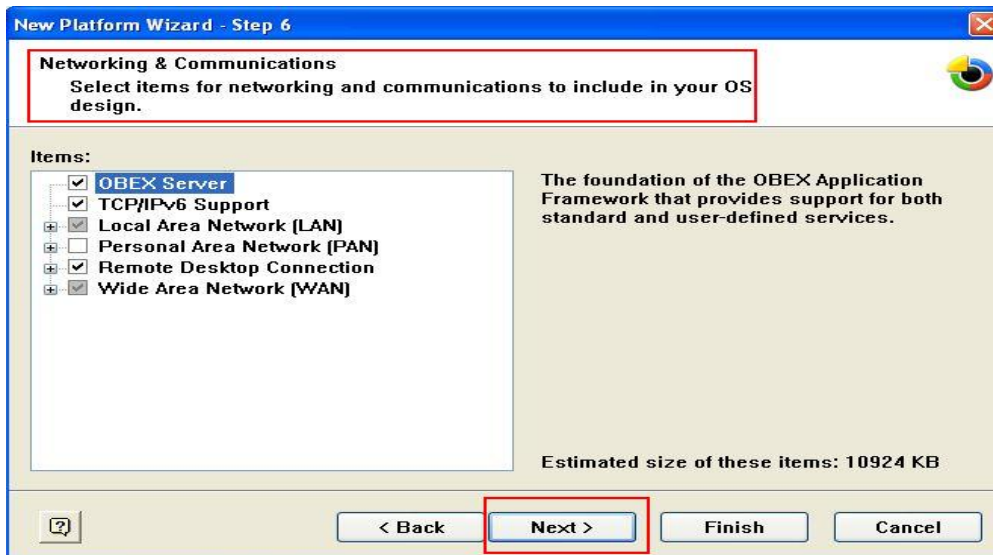 New Platform Wizard - Step 6
Networking & Communications
Select items for networking and communications to include in your OS
design.
Items:
OBEX Server
TCP/IPv6 Support
Local Area Network (LAN)
Personal Area Network (PAN)
Remote Desktop Connection
Wide Area Network (WAN)
The foundation of the OBEX Application
Framework that provides support for both
standard and user-defined services.
Estimated size of these items: 10924 KB
< Back
Next >
Finish
Cancel